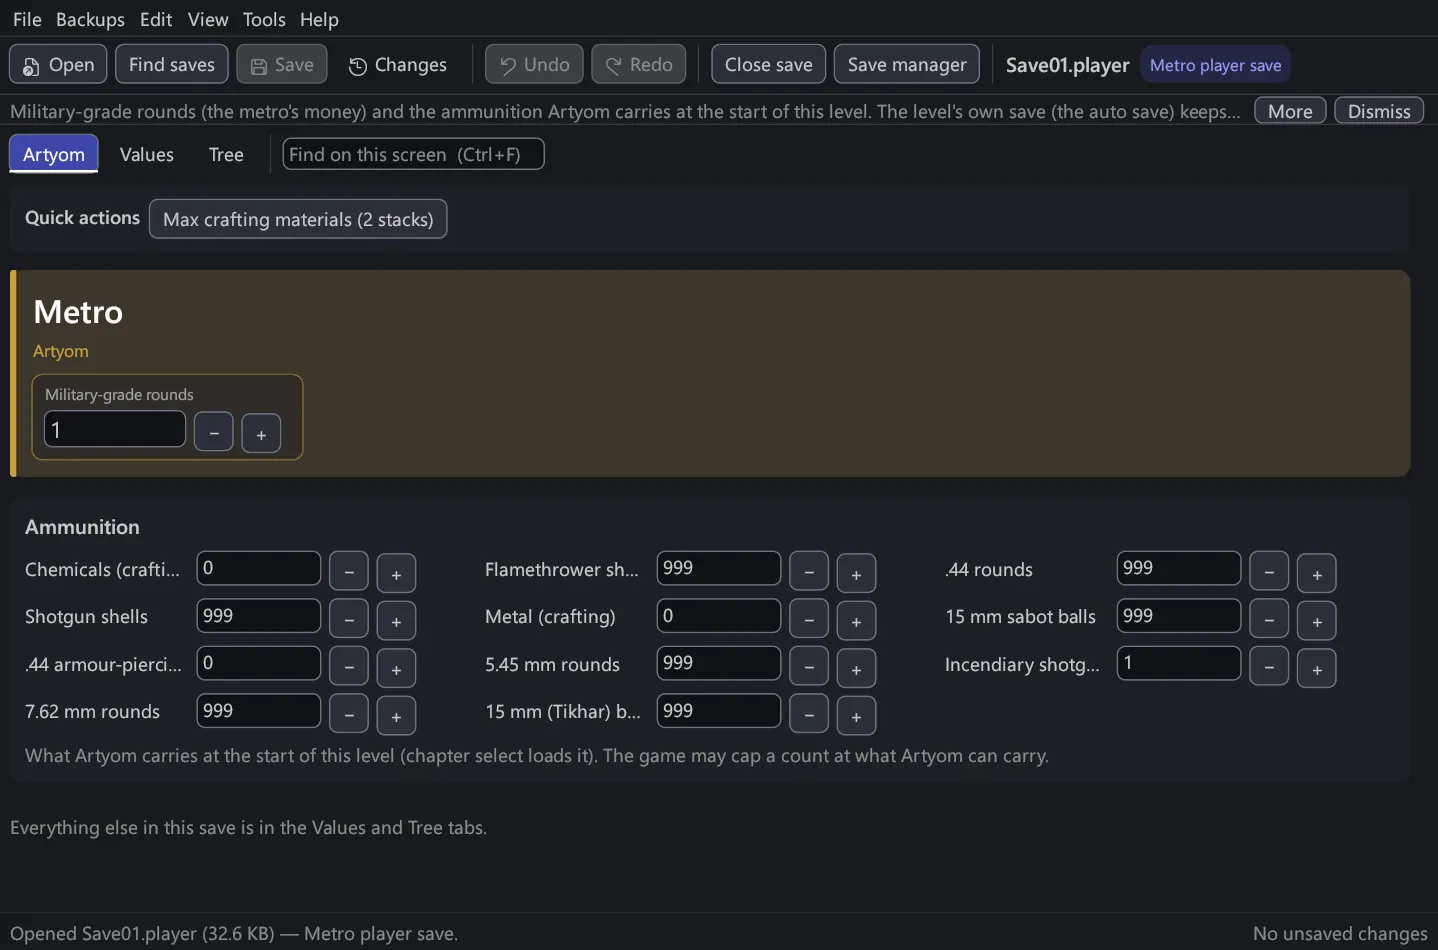 File Backups Edit View Tools Help
Open Find saves Save Changes Undo Redo Close save Save manager Save01.player Metro player save
Military-grade rounds (the metro's money) and the ammunition Artyom carries at the start of this level. The level's own save (the auto save) keeps... More Dismiss
Artyom Values Tree Find on this screen (Ctrl+F)
Quick actions Max crafting materials (2 stacks)
Metro
Artyom
Military-grade rounds
1 − +
Ammunition
Chemicals (crafti... 0 − + Flamethrower sh... 999 − + .44 rounds 999 − +
Shotgun shells 999 − + Metal (crafting) 0 − + 15 mm sabot balls 999 − +
.44 armour-pierci... 0 − + 5.45 mm rounds 999 − + Incendiary shotg... 1 − +
7.62 mm rounds 999 − + 15 mm (Tikhar) b... 999 − +
What Artyom carries at the start of this level (chapter select loads it). The game may cap a count at what Artyom can carry.
Everything else in this save is in the Values and Tree tabs.
Opened Save01.player (32.6 KB) — Metro player save. No unsaved changes